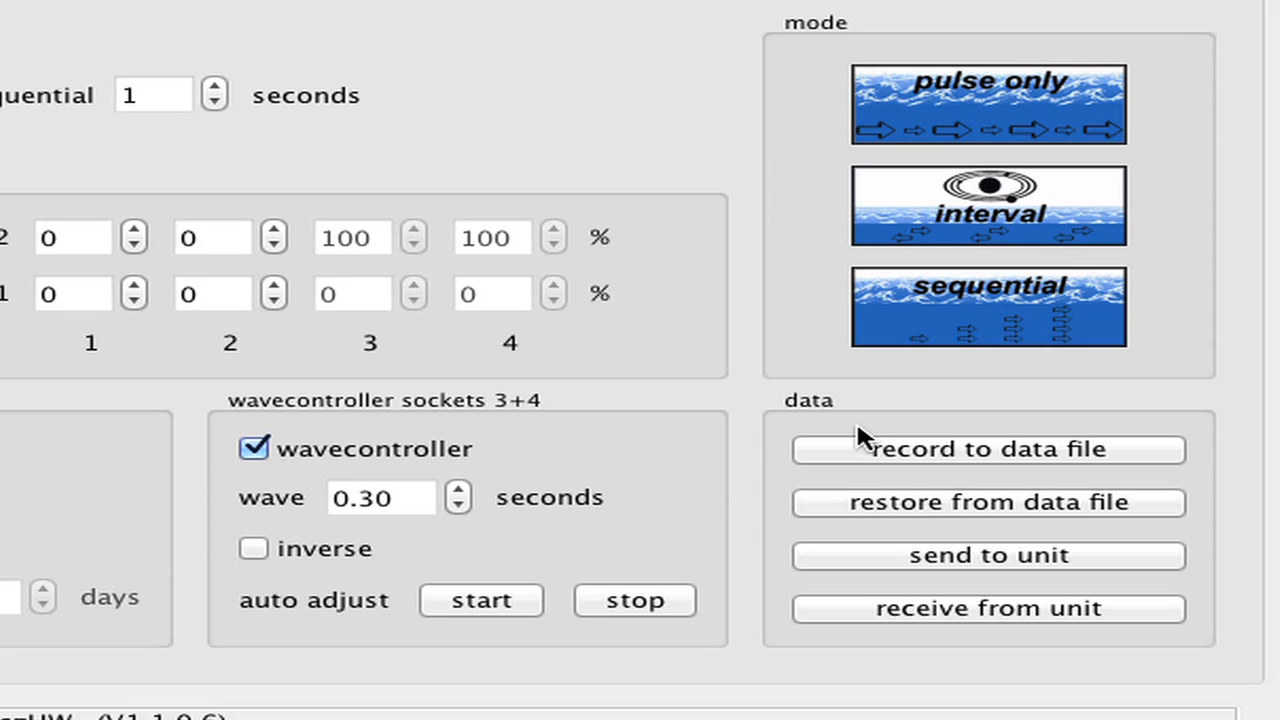 mode
quential 1 seconds
pulse only
interval
sequential
2 0 0 100 100 %
1 0 0 0 0 %
1 2 3 4
wavecontroller sockets 3+4
wavecontroller
wave 0.30 seconds
inverse
auto adjust start stop
days
data
record to data file
restore from data file
send to unit
receive from unit